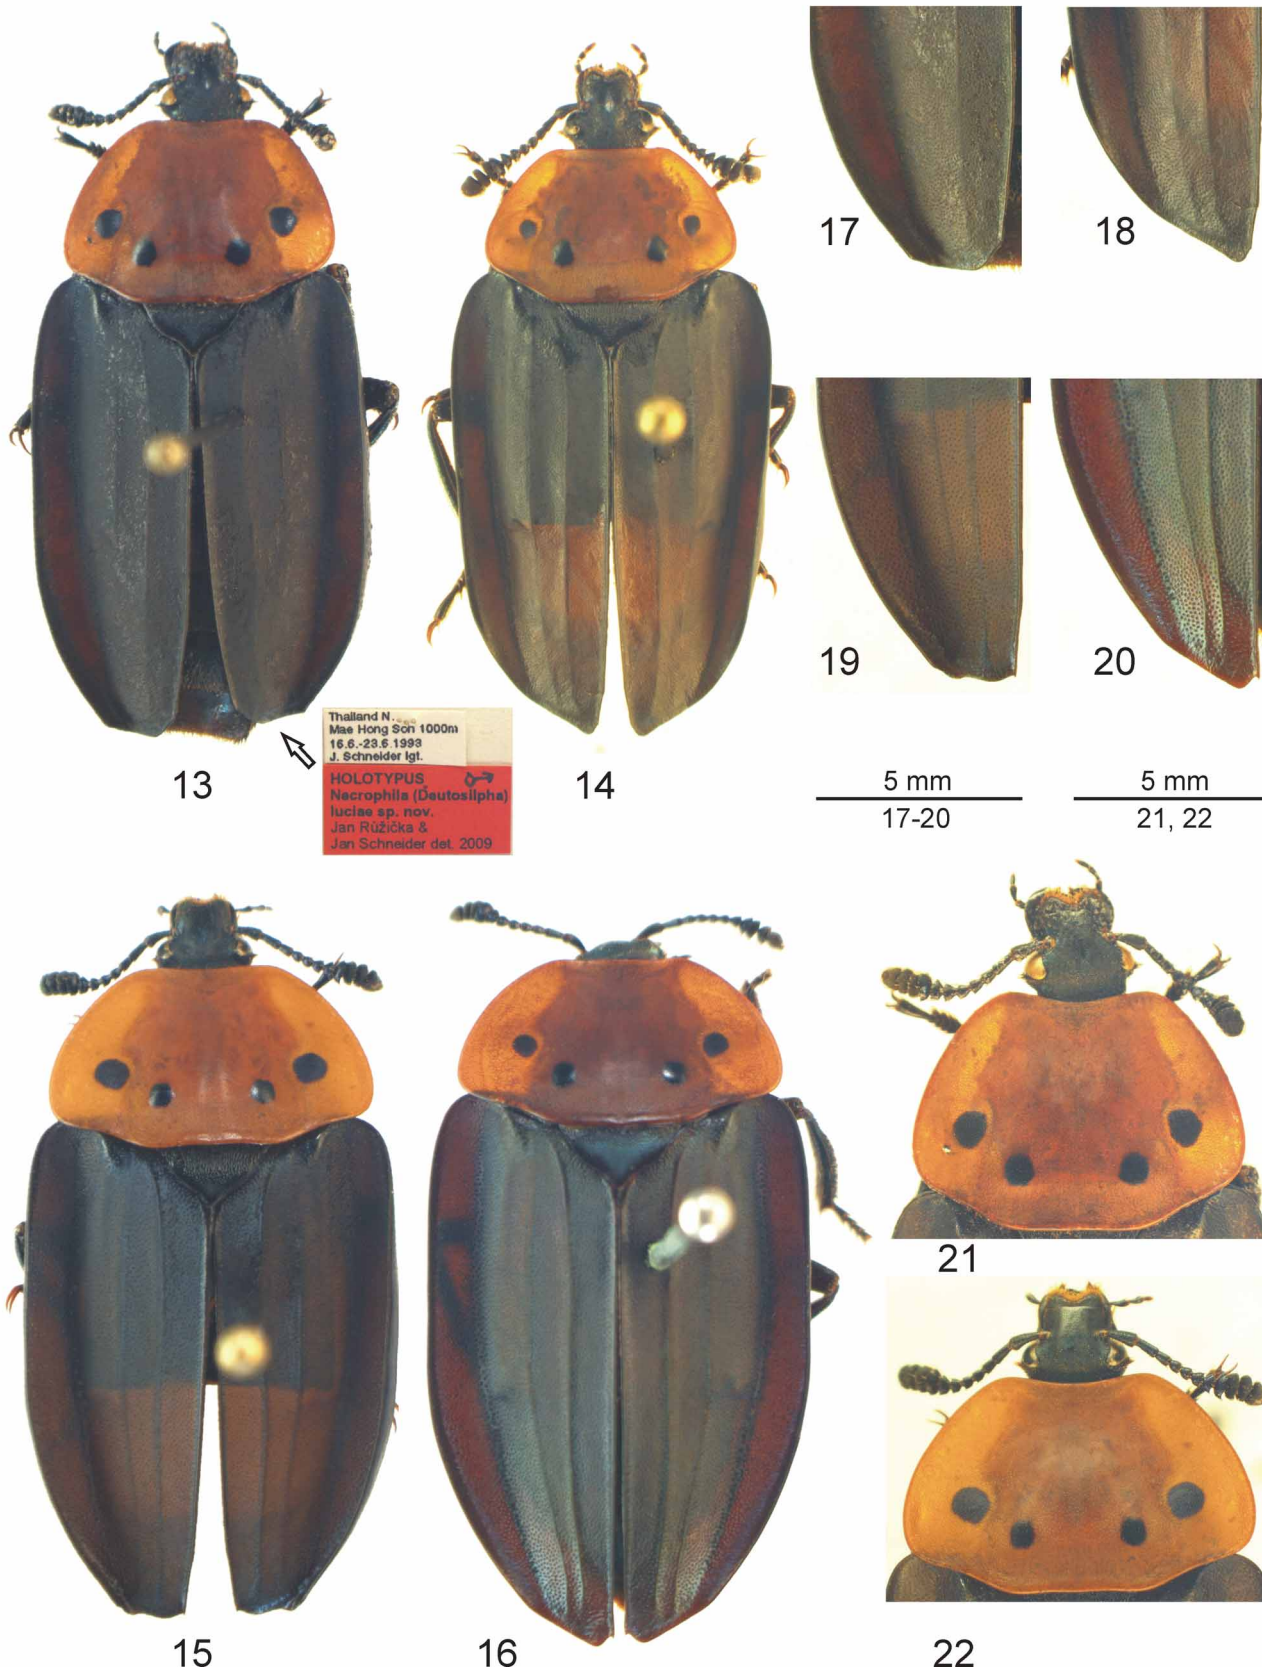 17
18
19
20
Thailand N.
Mae Hong Son 1000m
16.6.-23.6.1993
J. Schneider lgt.
HOLOTYPUS
Necrophila (Deutosilpha)
luciae sp. nov.
Jan Růžička &
Jan Schneider det. 2009
13
14
5 mm
17-20
5 mm
21, 22
21
15
16
22